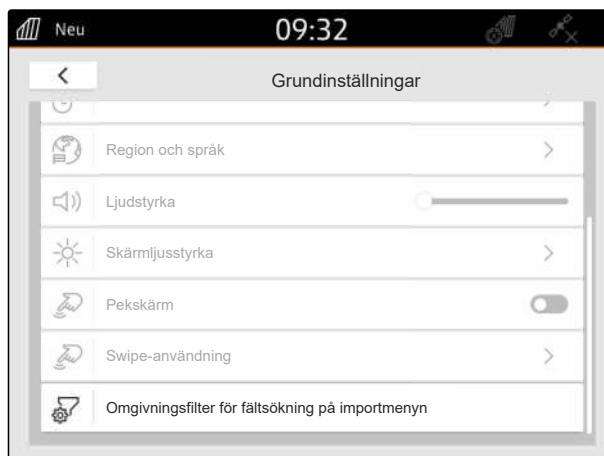 Neu
09:32
Grundinställningar
Region och språk
Ljudstyrka
Skärmljusstyrka
Pekskärm
Swipe-användning
Omgivningsfilter för fältsökning på importmenyn